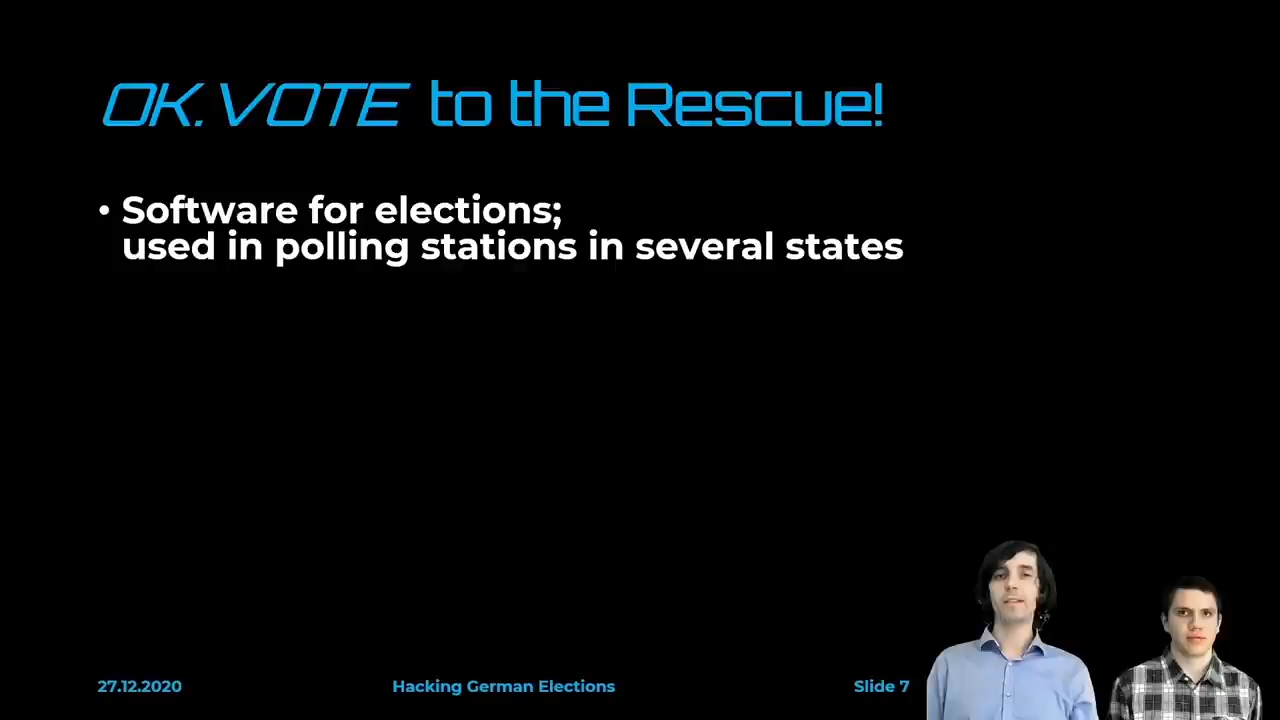 OK.VOTE to the Rescue!
• Software for elections;
used in polling stations in several states
27.12.2020 Hacking German Elections Slide 7